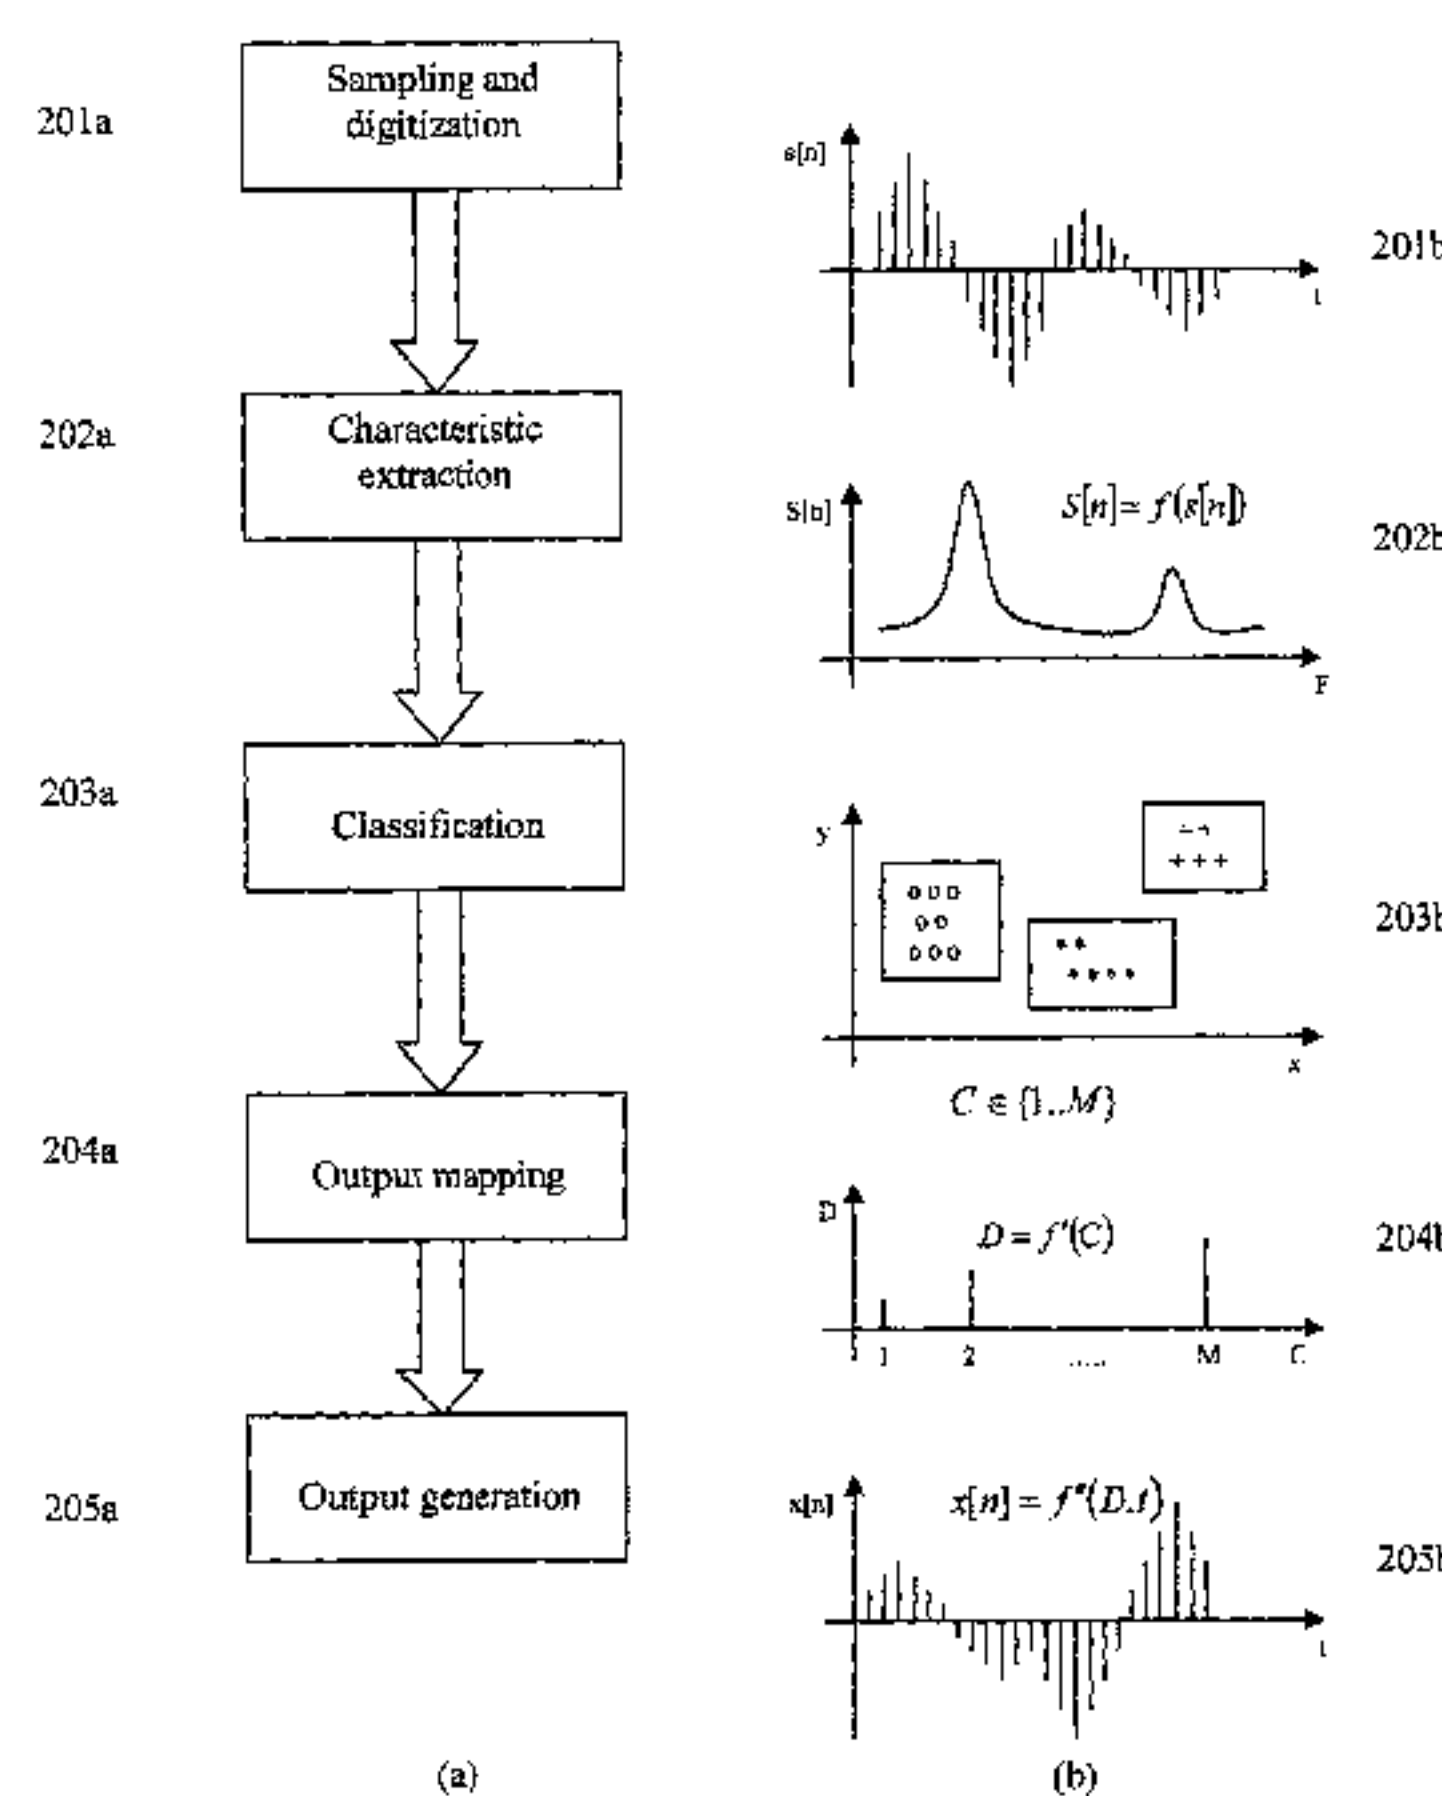 201a
Sampling and
digitization
202a
Characteristic
extraction
203a
Classification
204a
Output mapping
205a
Output generation
(a)
s[n]
t
201b
S[n]
S[n] = f(s[n])
F
202b
y
x
203b
C ∈ {1..M}
D
D = f'(C)
1 2 ..... M C
204b
x[n]
x[n] = f''(D.t)
t
205b
(b)